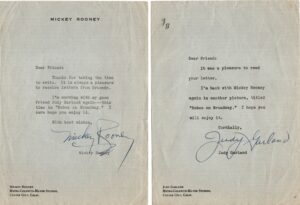 MICKEY ROONEY
Dear Friend:
Thanks for taking the time
to write. It is always a pleasure
to receive letters from friends.
I'm working with my good
friend Judy Garland again---this
time in "Babes on Broadway." I
hope you enjoy it.
With best wishes,
Mickey Rooney
Mickey Rooney
MICKEY ROONEY
METRO-GOLDWYN-MAYER STUDIOS,
CULVER CITY, CALIF.
Dear Friend:
It was a pleasure to read
your letter.
I'm back with Mickey Rooney
again in another picture, titled
"Babes on Broadway." I hope you
will enjoy it.
Cordially,
Judy Garland
Judy Garland
JUDY GARLAND
METRO-GOLDWYN-MAYER STUDIOS,
CULVER CITY, CALIF.